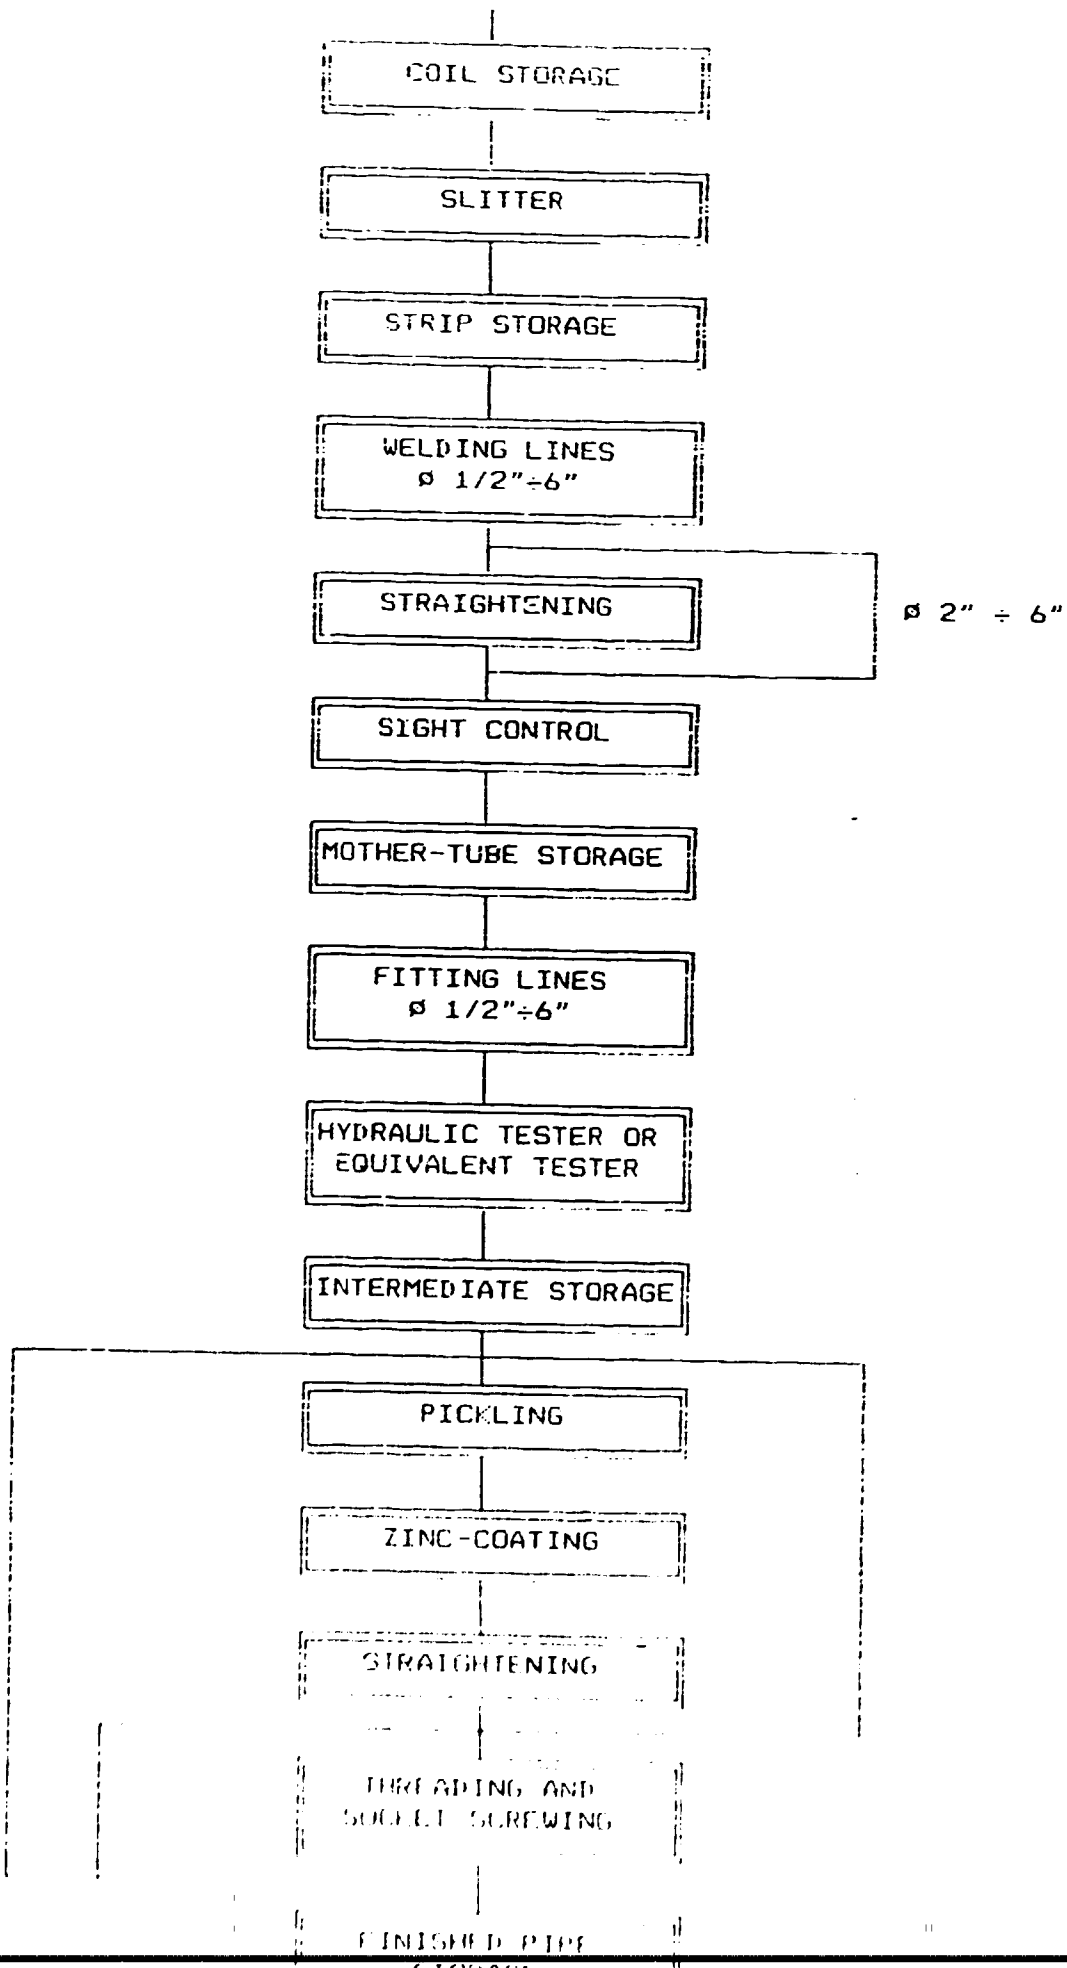 COIL STORAGE
SLITTER
STRIP STORAGE
WELDING LINES
Ø 1/2"÷6"
STRAIGHTENING
Ø 2" ÷ 6"
SIGHT CONTROL
MOTHER-TUBE STORAGE
FITTING LINES
Ø 1/2"÷6"
HYDRAULIC TESTER OR
EQUIVALENT TESTER
INTERMEDIATE STORAGE
PICKLING
ZINC-COATING
STRAIGHTENING
THREADING AND
SOCKET SCREWING
FINISHED PIPE